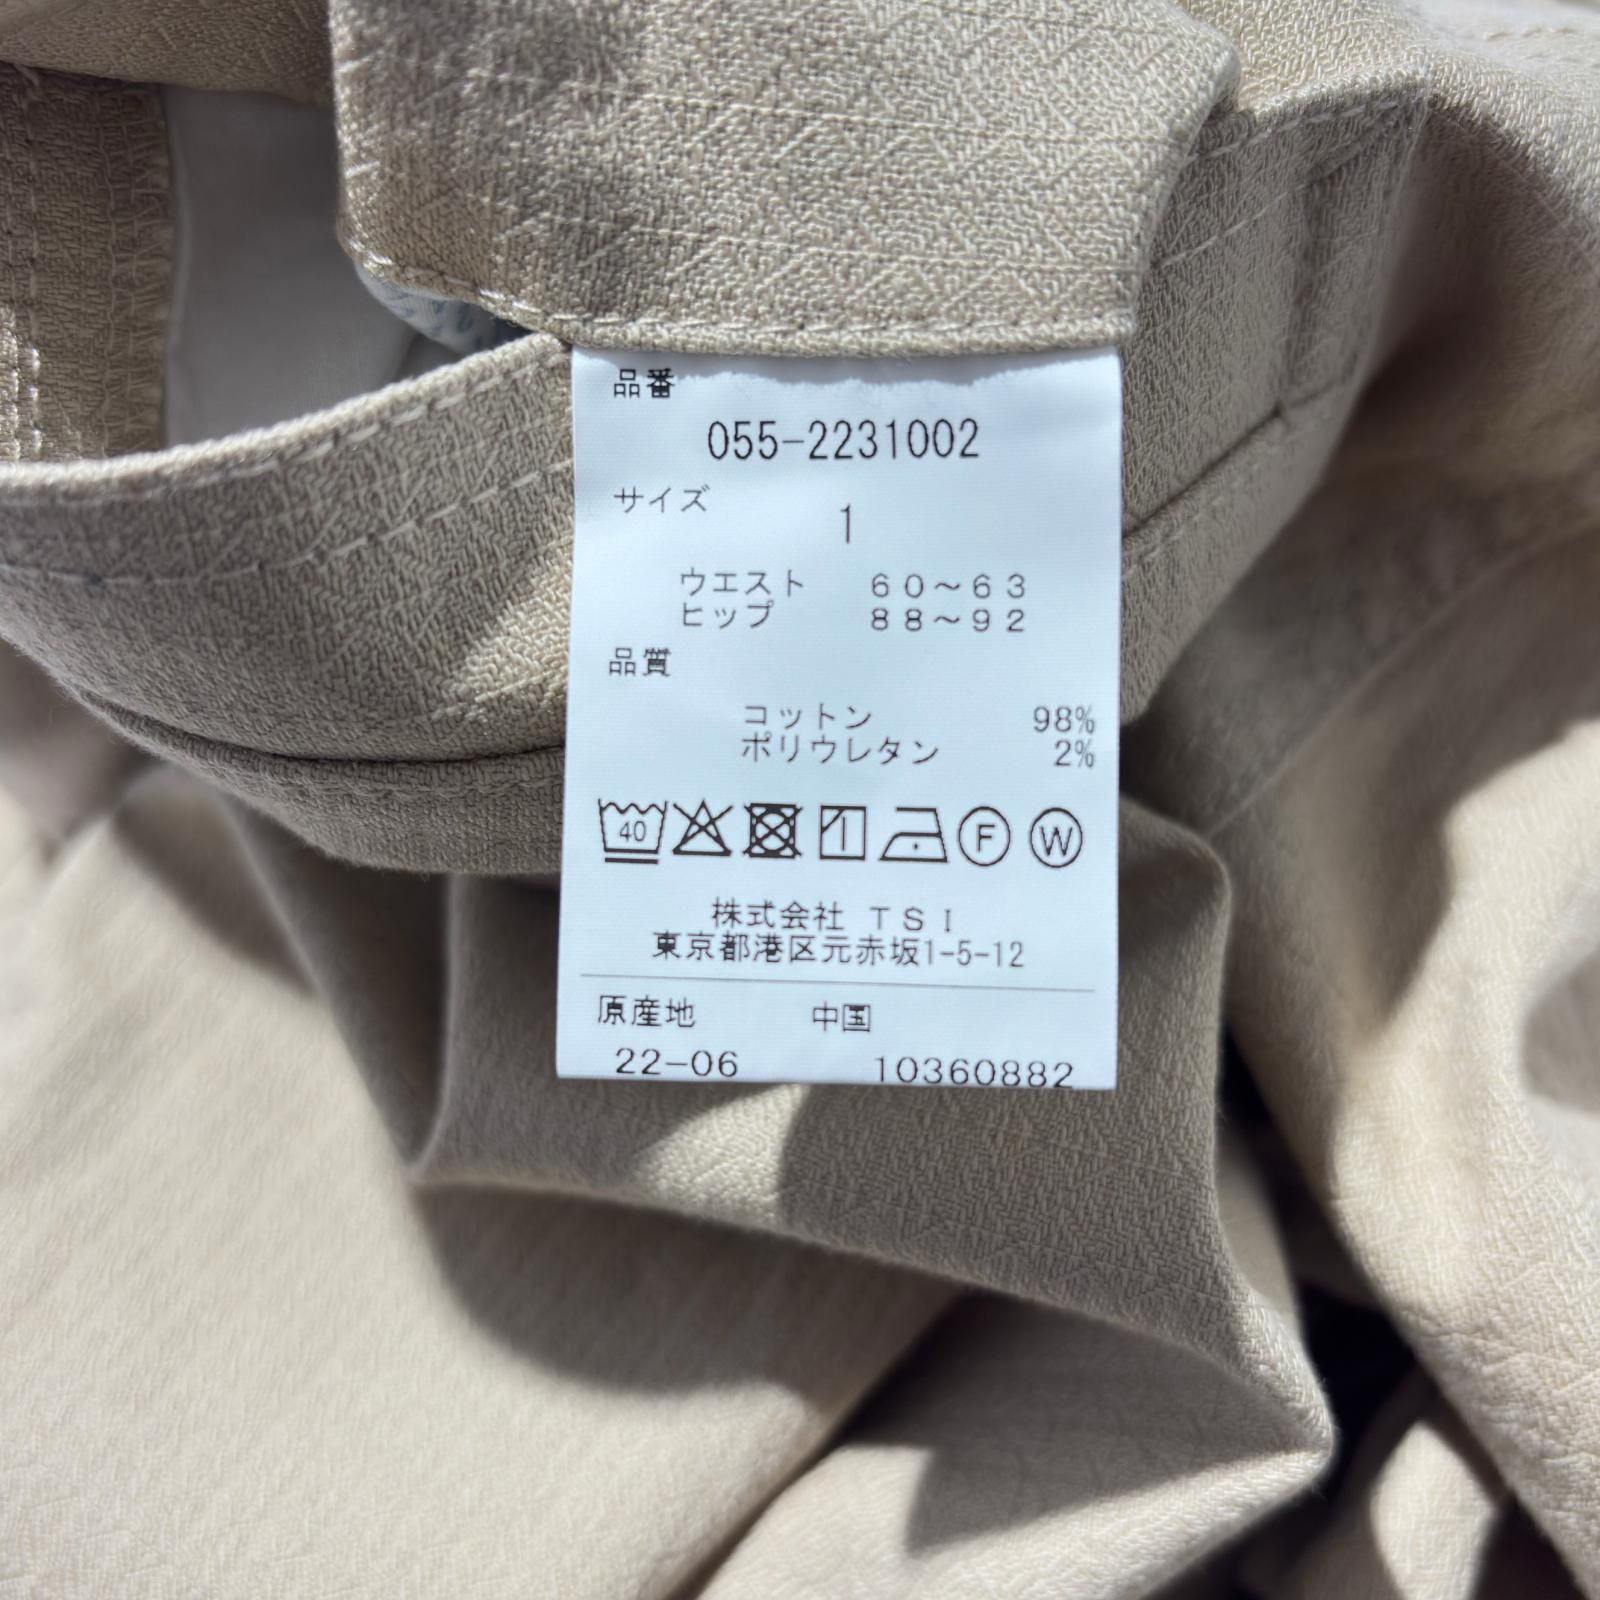 品番
055-2231002
サイズ
1
ウエスト 60〜63
ヒップ 88〜92
品質
コットン 98%
ポリウレタン 2%
40 F W
株式会社 TSI
東京都港区元赤坂1-5-12
原産地 中国
22-06 10360882